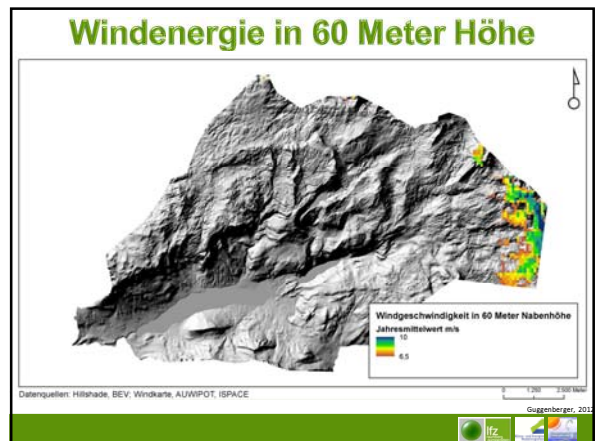 Windenergie in 60 Meter Höhe
Windgeschwindigkeit in 60 Meter Nabenhöhe
Jahresmittelwert m/s
10
6,5
Datenquellen: Hillshade, BEV; Windkarte, AUWIPOT, ISPACE
0 1.250 2.500 Meter
Guggenberger, 2012
lfz